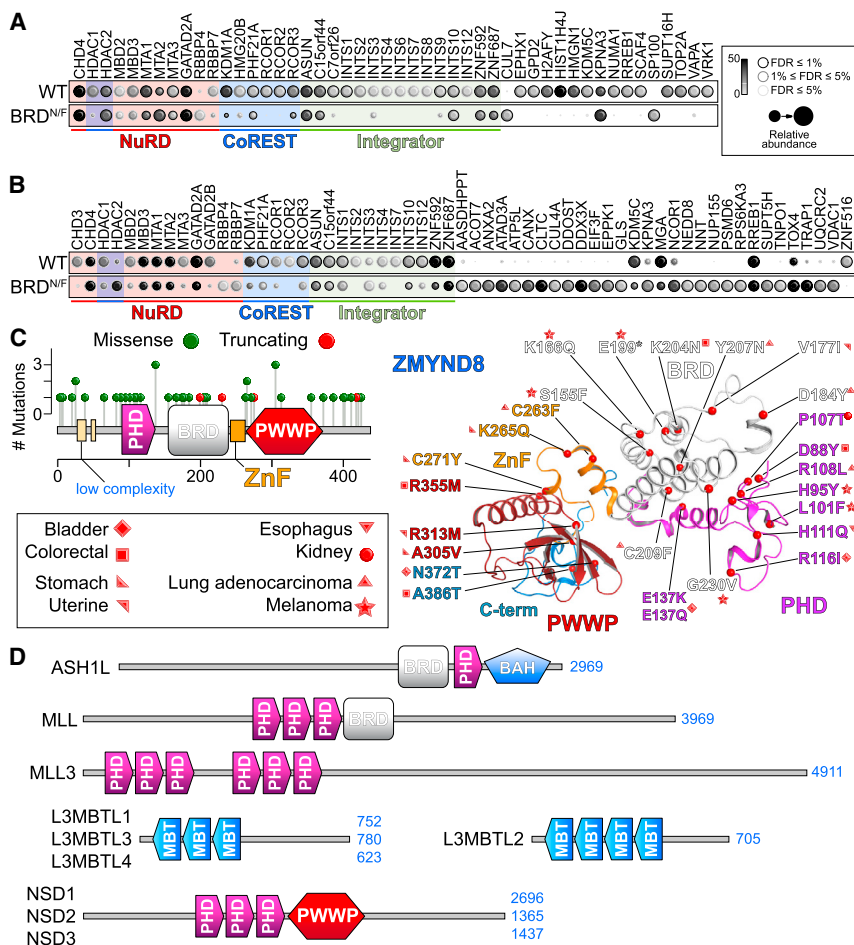 A
CHD4 HDAC1 HDAC2 MBD2 MBD3 MTA1 MTA2 MTA3 GATAD2A RBBP4 RBBP7 KDM1A HMG20B PHF21A RCOR1 RCOR2 RCOR3 ASUN C15orf44 C7orf26 INTS1 INTS2 INTS3 INTS4 INTS6 INTS7 INTS8 INTS9 INTS10 INTS12 ZNF592 ZNF687 CUL7 EPHX1 GPD2 H2AFY HIST1H4J HMGN1 KDM5C KPNA3 NUMA1 RREB1 SCAF4 SP100 SUPT16H TOP2A VAPA VRK1
WT
BRD^N/F
NuRD CoREST Integrator
50
0
FDR ≤ 1%
1% ≤ FDR ≤ 5%
FDR ≤ 5%
Relative
abundance
B
CHD3 CHD4 HDAC1 HDAC2 MBD2 MBD3 MTA1 MTA2 MTA3 GATAD2A GATAD2B RBBP4 RBBP7 KDM1A PHF21A RCOR1 RCOR2 RCOR3 ASUN C15orf44 INTS1 INTS2 INTS3 INTS4 INTS7 INTS10 INTS12 ZNF592 ZNF687 AASDHPPT ACOT7 ANXA2 ATAD3A ATP5L CANX CLTC CUL4A DDOST DDX3X EIF3F EPPK1 GLS KDM5C KPNA3 MGA NCOR1 NEDD8 NNT NUP155 PSMD6 RPS6KA3 RREB1 SUPT5H TNPO1 TOX4 TRAP1 UQCRC2 VDAC1 ZNF516
WT
BRD^N/F
NuRD CoREST Integrator
C
Missense Truncating
# Mutations
3
1
0
PHD BRD PWWP
ZnF
0 200 400
low complexity
Bladder Esophagus
Colorectal Kidney
Stomach Lung adenocarcinoma
Uterine Melanoma
ZMYND8
K166Q E199* K204N Y207N V177I
BRD
S155F
D184Y
C263F
P107T
K265Q
D88Y
ZnF
R108L
C271Y
H95Y
R355M
L101F
R313M
H111Q
A305V
C209F
R116I
N372T
G230V
A386T
E137K
E137Q
C-term
PWWP
PHD
D
ASH1L BRD PHD BAH 2969
MLL PHD PHD PHD BRD 3969
MLL3 PHD PHD PHD PHD PHD PHD 4911
L3MBTL1 752
L3MBTL3 MBT MBT MBT 780
L3MBTL4 623
L3MBTL2 MBT MBT MBT MBT 705
NSD1 2696
NSD2 PHD PHD PHD PWWP 1365
NSD3 1437